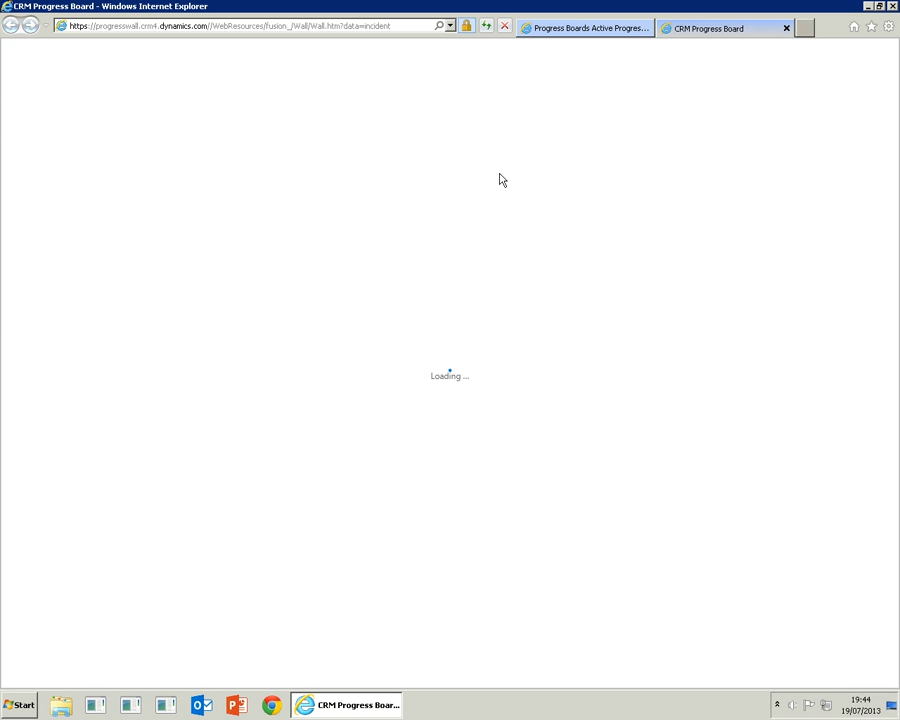 CRM Progress Board - Windows Internet Explorer
https://progresswall.crm4.dynamics.com//WebResources/fusion_/Wall/Wall.htm?data=incident
Progress Boards Active Progres...
CRM Progress Board
Loading ...
Start
CRM Progress Boar...
19:44
19/07/2013